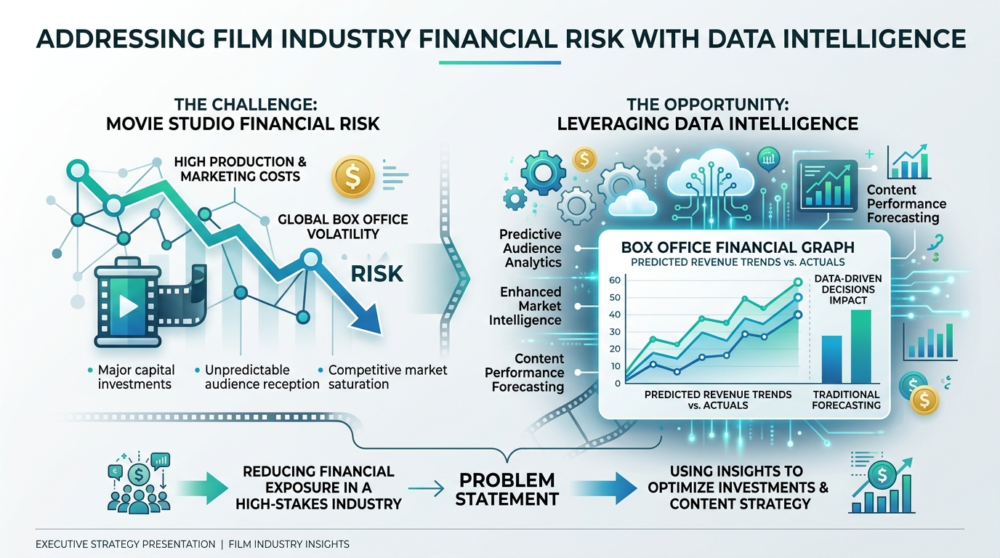 ADDRESSING FILM INDUSTRY FINANCIAL RISK WITH DATA INTELLIGENCE
THE CHALLENGE:
MOVIE STUDIO FINANCIAL RISK
HIGH PRODUCTION &
MARKETING COSTS
$
GLOBAL BOX OFFICE
VOLATILITY
RISK
• Major capital
investments
• Unpredictable
audience reception
• Competitive market
saturation
THE OPPORTUNITY:
LEVERAGING DATA INTELLIGENCE
$
Content
Performance
Forecasting
Predictive
Audience
Analytics
Enhanced
Market
Intelligence
Content
Performance
Forecasting
BOX OFFICE FINANCIAL GRAPH
PREDICTED REVENUE TRENDS vs. ACTUALS
60
50
40
30
20
10
0
PREDICTED REVENUE TRENDS
vs. ACTUALS
DATA-DRIVEN
DECISIONS
IMPACT
TRADITIONAL
FORECASTING
$
$
REDUCING FINANCIAL
EXPOSURE IN A
HIGH-STAKES INDUSTRY
PROBLEM
STATEMENT
USING INSIGHTS TO
OPTIMIZE INVESTMENTS &
CONTENT STRATEGY
$
EXECUTIVE STRATEGY PRESENTATION | FILM INDUSTRY INSIGHTS